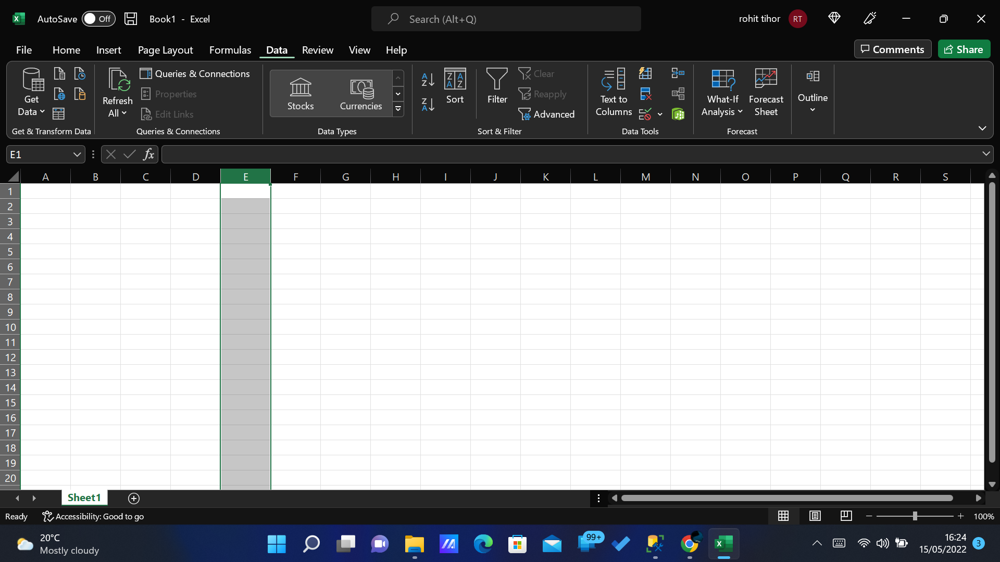 AutoSave Off Book1 - Excel Search (Alt+Q) rohit tihor RT
File Home Insert Page Layout Formulas Data Review View Help Comments Share
Get Data
Refresh All
Queries & Connections
Properties
Edit Links
Stocks Currencies
Sort
Filter
Clear
Reapply
Advanced
Text to Columns
What-If Analysis
Forecast Sheet
Outline
Get & Transform Data Queries & Connections Data Types Sort & Filter Data Tools Forecast
E1 fx
A B C D E F G H I J K L M N O P Q R S
1
2
3
4
5
6
7
8
9
10
11
12
13
14
15
16
17
18
19
20
Sheet1
Ready Accessibility: Good to go 100%
20°C
Mostly cloudy
99+
16:24
15/05/2022
3